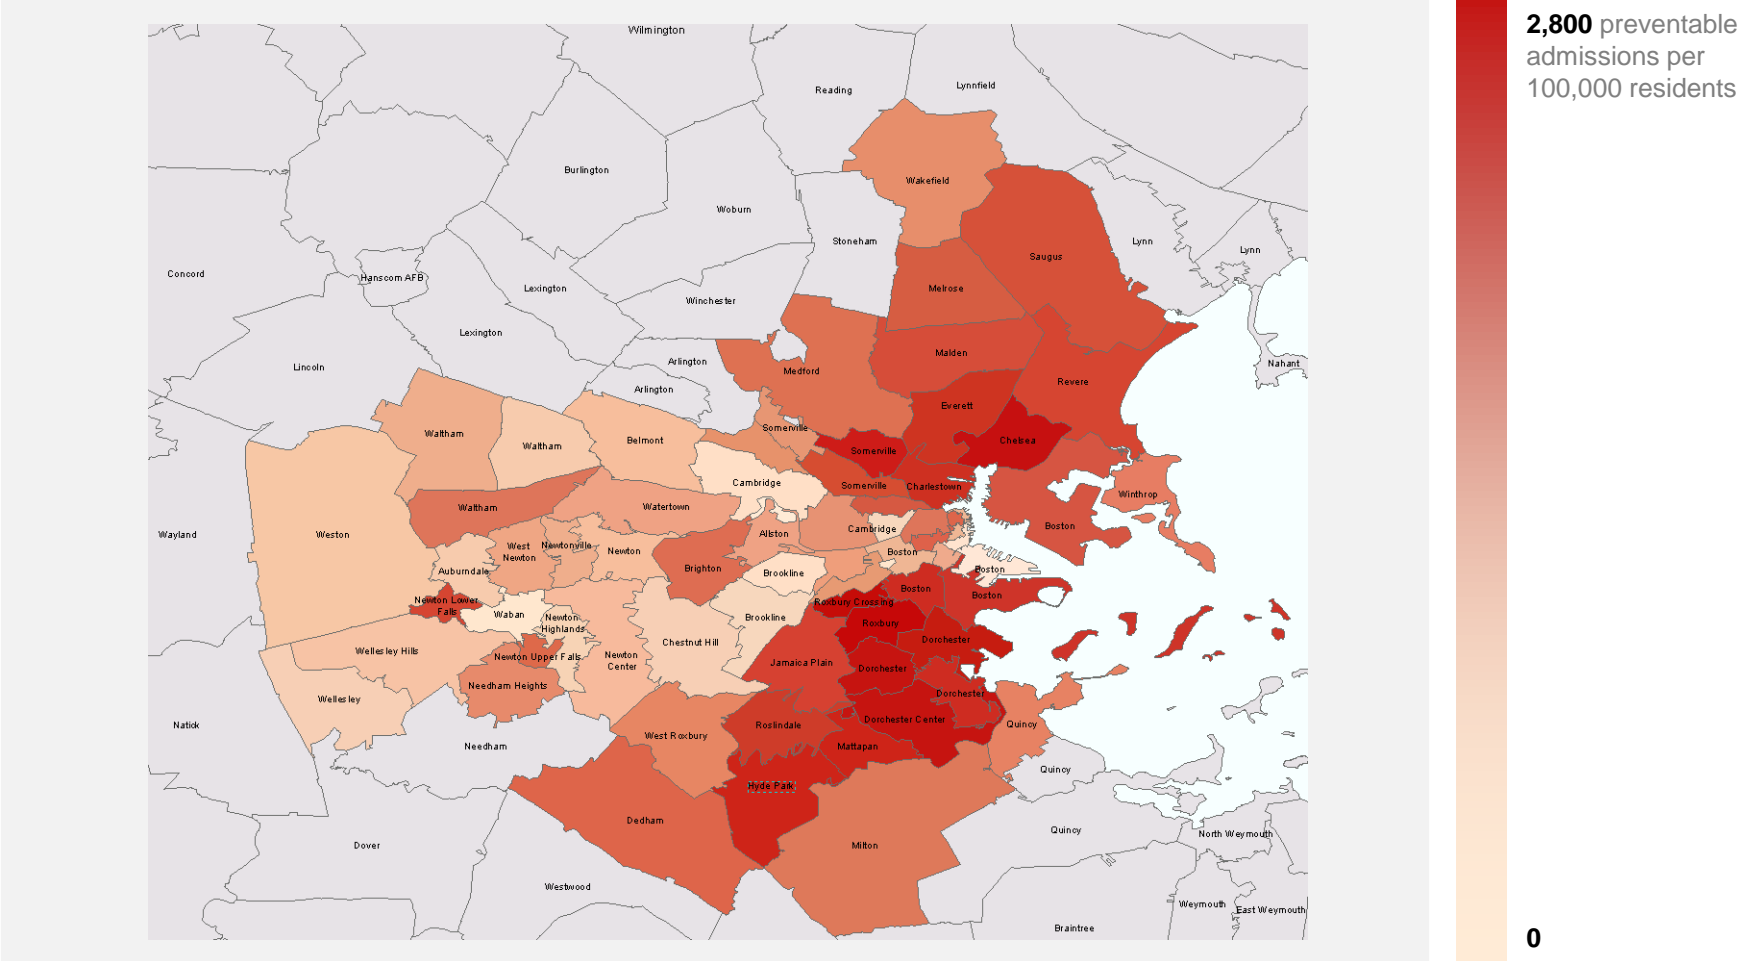 Wilmington
2,800 preventable
admissions per
100,000 residents
Reading
Lynnfield
Burlington
Wakefield
Woburn
Stoneham
Lynn
Lynn
Saugus
Concord
Hanscom AFB
Lexington
Melrose
Winchester
Lexington
Malden
Arlington
Nahant
Lincoln
Medford
Revere
Arlington
Everett
Somerville
Waltham
Belmont
Chelsea
Waltham
Somerville
Cambridge
Somerville
Charlestown
Winthrop
Waltham
Watertown
Boston
Cambridge
Wayland
Weston
Allston
West
Newton
Newtonville
Newton
Boston
Auburndale
Brighton
Brookline
Boston
Boston
Boston
Newton Lower
Falls
Roxbury Crossing
Waban
Newton
Highlands
Brookline
Roxbury
Dorchester
Chestnut Hill
Wellesley Hills
Newton Upper Falls
Newton
Center
Jamaica Plain
Dorchester
Needham Heights
Dorchester
Wellesley
Natick
Roslindale
Dorchester Center
Quincy
West Roxbury
Needham
Mattapan
Quincy
Hyde Park
Dedham
Quincy
North Weymouth
Dover
Milton
Westwood
Weymouth
East Weymouth
Braintree
0